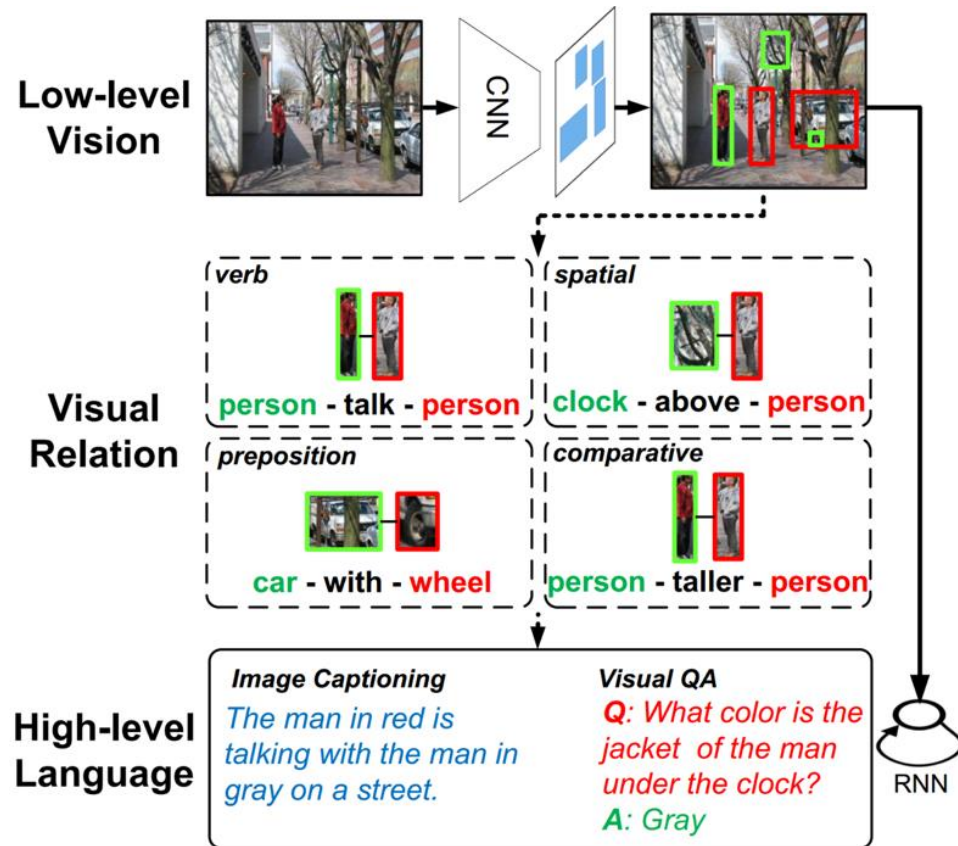 Low-level
Vision
CNN
Visual
Relation
verb
person - talk - person
spatial
clock - above - person
preposition
car - with - wheel
comparative
person - taller - person
High-level
Language
Image Captioning
The man in red is
talking with the man in
gray on a street.
Visual QA
Q: What color is the
jacket of the man
under the clock?
A: Gray
RNN